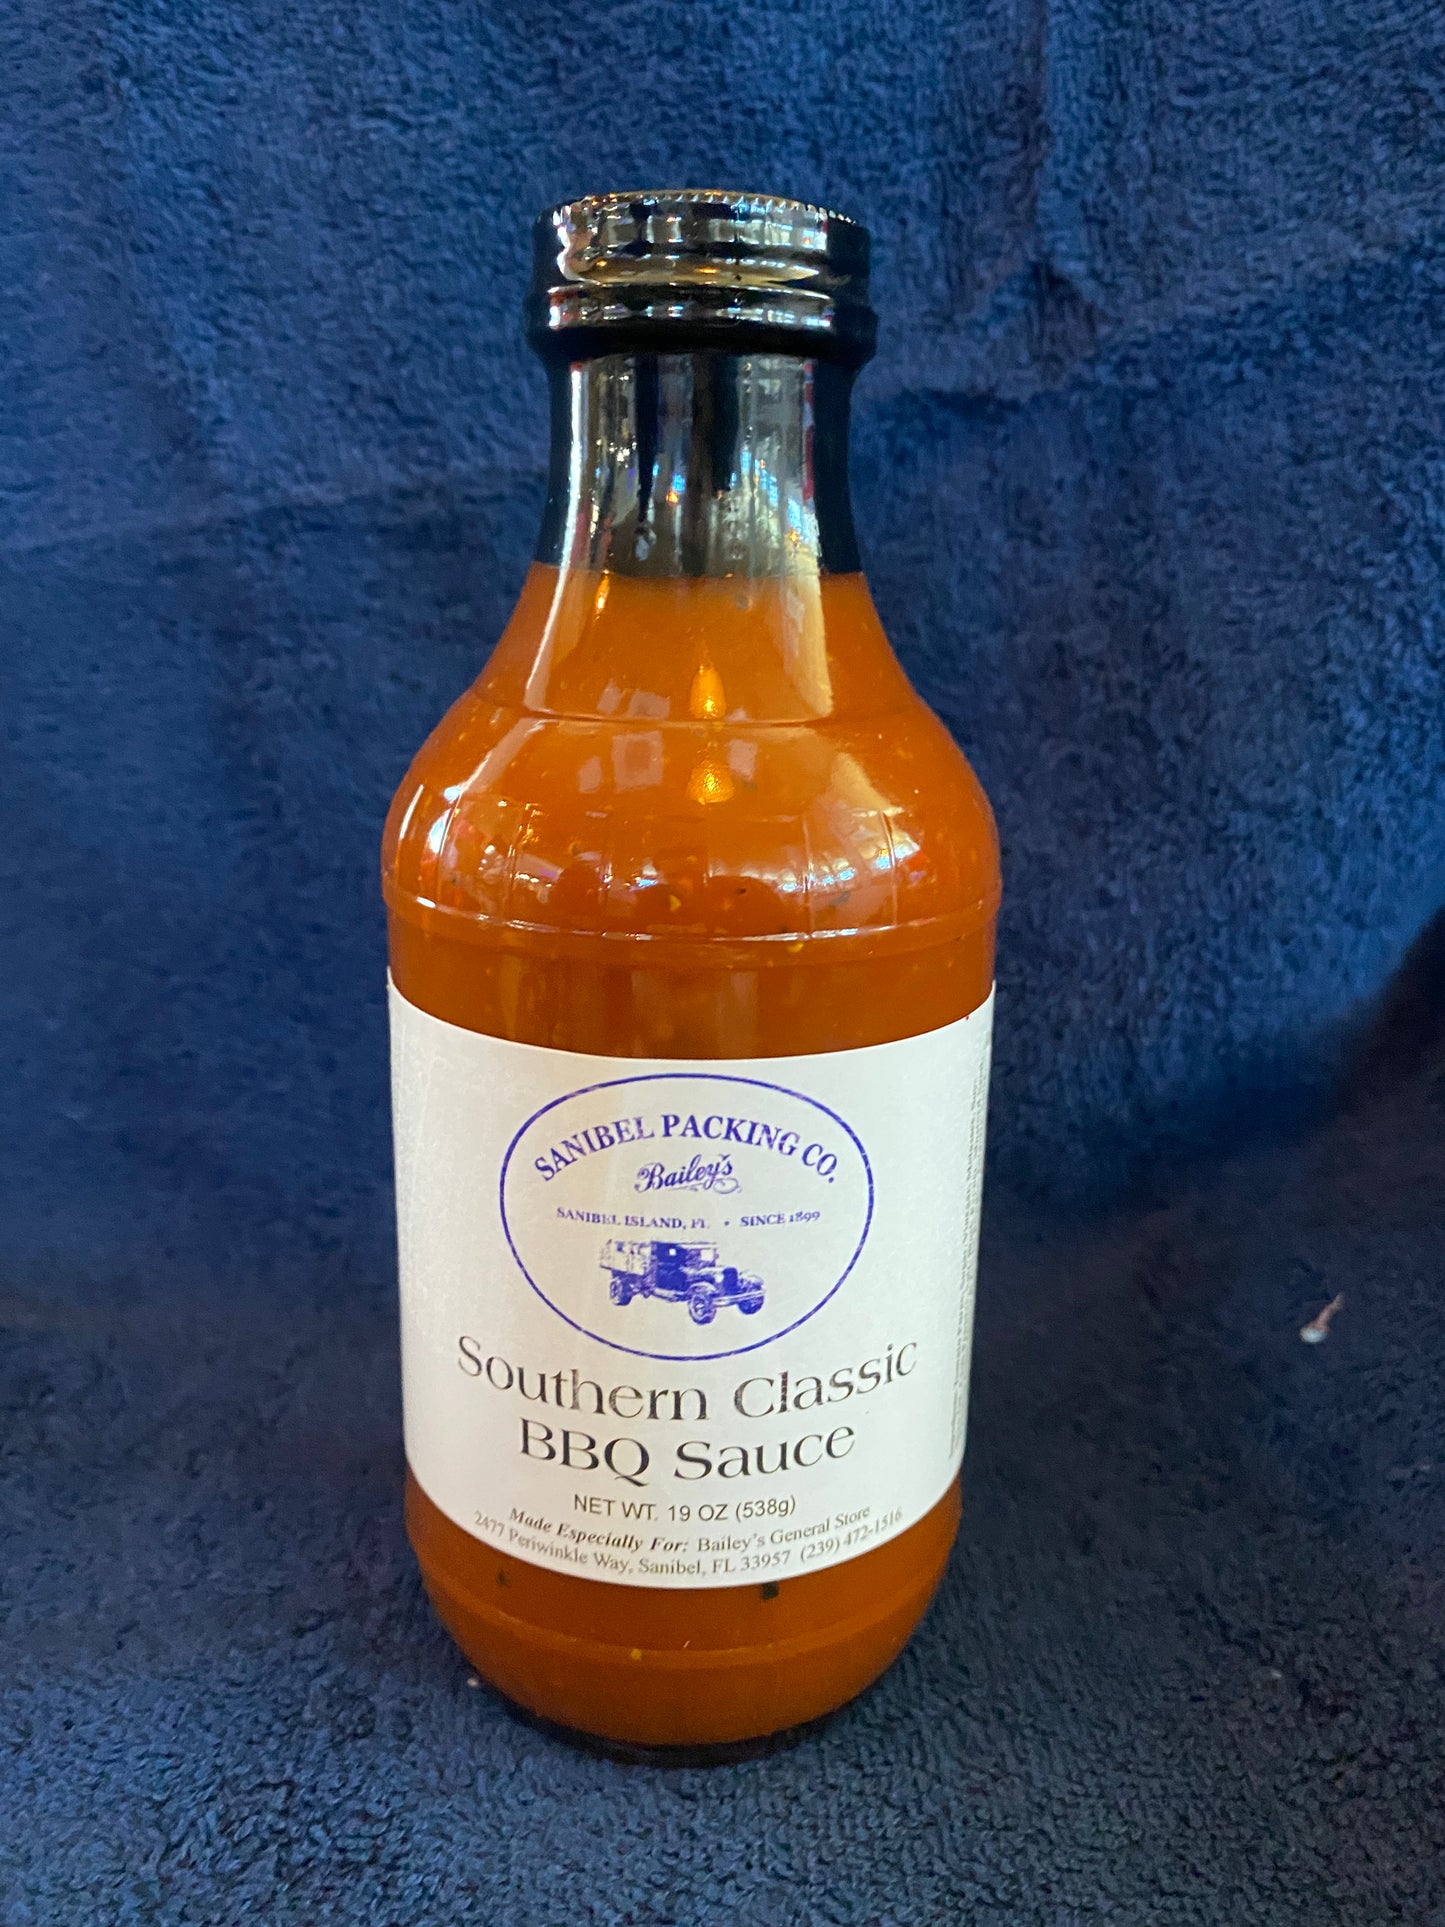 SANIBEL PACKING CO.
Bailey's
SANIBEL ISLAND, FL • SINCE 1899
Southern Classic
BBQ Sauce
NET WT. 19 OZ (538g)
Made Especially For: Bailey's General Store
2477 Periwinkle Way, Sanibel, FL 33957 (239) 472-1516